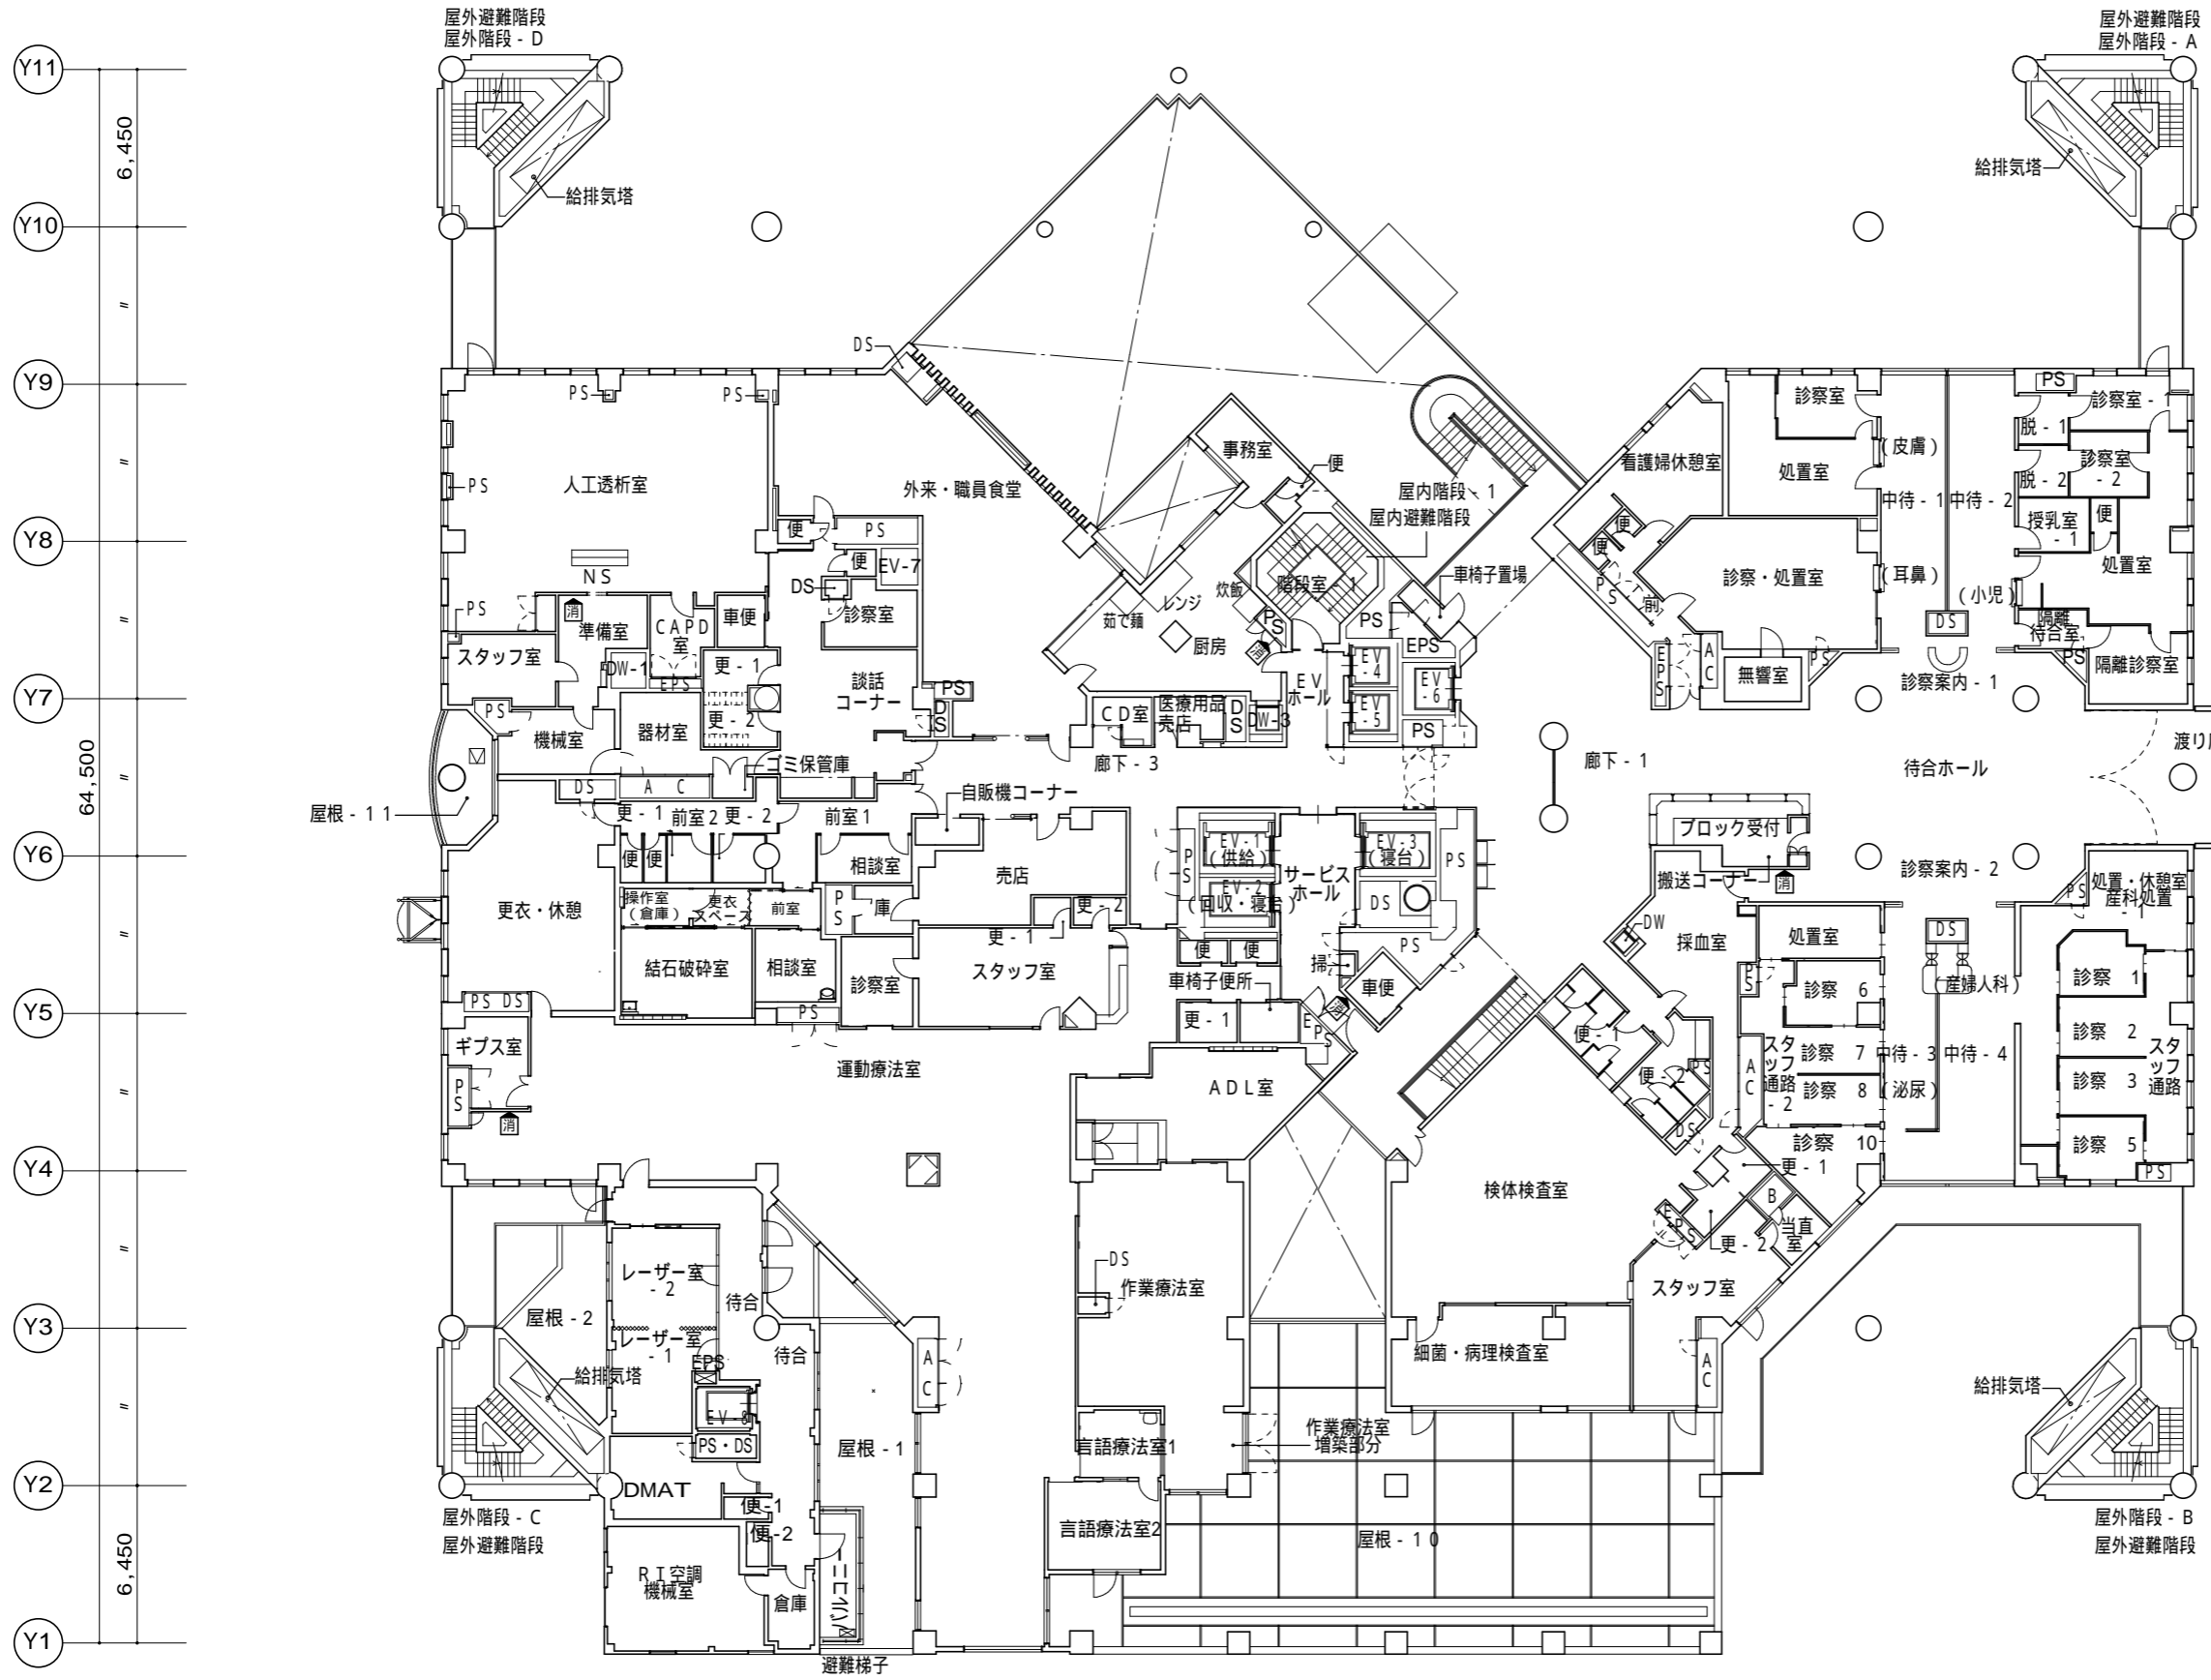 屋外避難階段
屋外階段 - D
屋外避難階段
屋外階段 - A
Y11
6,450
給排気塔
給排気塔
Y10
〃
DS
Y9
PS
PS
PS
診察室
診察室 - 1
脱 - 1
(皮膚)
事務室
便
看護婦休憩室
処置室
診察室
- 2
脱 - 2
〃
PS
人工透析室
外来・職員食堂
屋内階段 - 1
屋内避難階段
中待 - 1
中待 - 2
授乳室
- 1
便
便
便
Y8
便
PS
便
EV-7
NS
DS
階段室 - 1
車椅子置場
診察・処置室
(耳鼻)
(小児)
処置室
炊飯
レンジ
茹で麺
厨房
PS
前
〃
PS
消
準備室
CAPD
室
車便
診察室
PS
PS
EPS
DS
隔離
待合室
スタッフ室
DW-1
EPS
更 - 1
談話
コーナー
消
EV
- 4
EV
- 6
EV
ホール
EPS
AC
無響室
PS
PS
隔離診察室
診察案内 - 1
Y7
PS
機械室
器材室
更 - 2
PS
DS
CD室
医療用品
売店
DS
DW-3
EV
- 5
PS
64,500
〃
ゴミ保管庫
廊下 - 3
廊下 - 1
待合ホール
渡り
屋根 - 11
DS
AC
自販機コーナー
更 - 1
前室2
更 - 2
前室1
ブロック受付
Y6
便
便
相談室
売店
PS
EV-1
(供給)
EV-2
(回収・寝台)
サービス
ホール
EV-3
(寝台)
PS
DS
搬送コーナー
消
診察案内 - 2
PS
処置・休憩室
産科処置
- 1
更衣・休憩
操作室
(倉庫)
更衣
スペース
前室
PS
庫
更 - 1
更 - 2
DW
採血室
処置室
DS
〃
結石破砕室
相談室
診察室
スタッフ室
便
便
掃
PS
車便
車椅子便所
PS
診察 6
(産婦人科)
診察 1
Y5
PS DS
PS
更 - 1
EPS
消
便 - 1
診察 2
ギプス室
運動療法室
ADL室
便 - 2
PS
AC
スタ
ッフ
通路
- 2
診察 7
中待 - 3
中待 - 4
スタ
ッフ
通路
診察 3
〃
PS
消
DS
診察 8
(泌尿)
診察 10
診察 5
PS
Y4
検体検査室
更 - 1
B
当直
室
EPS
更 - 2
〃
レーザー室
- 2
待合
DS
作業療法室
スタッフ室
Y3
屋根 - 2
レーザー室
- 1
待合
EPS
AC
細菌・病理検査室
AC
給排気塔
給排気塔
〃
EV-8
PS・DS
屋根 - 1
言語療法室1
作業療法室
増築部分
Y2
DMAT
便-1
便-2
言語療法室2
屋根 - 10
屋外階段 - C
屋外避難階段
屋外階段 - B
屋外避難階段
6,450
RI空調
機械室
倉庫
バルコニー
Y1
避難梯子